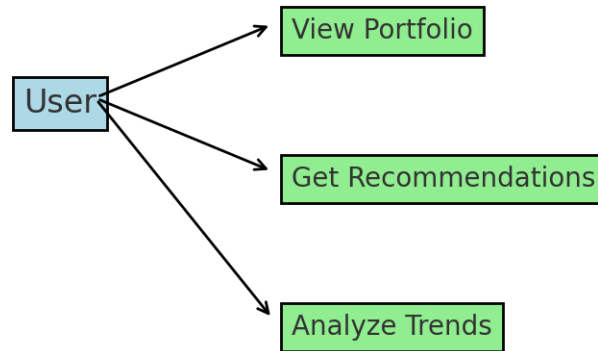 View Portfolio
User
Get Recommendations
Analyze Trends